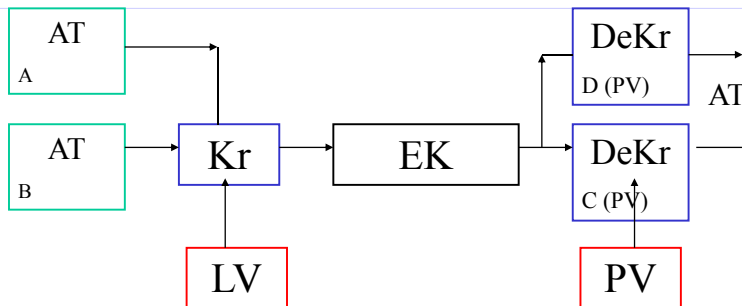 AT
A
DeKr
D (PV)
AT
AT
B
Kr
EK
DeKr
C (PV)
LV
PV